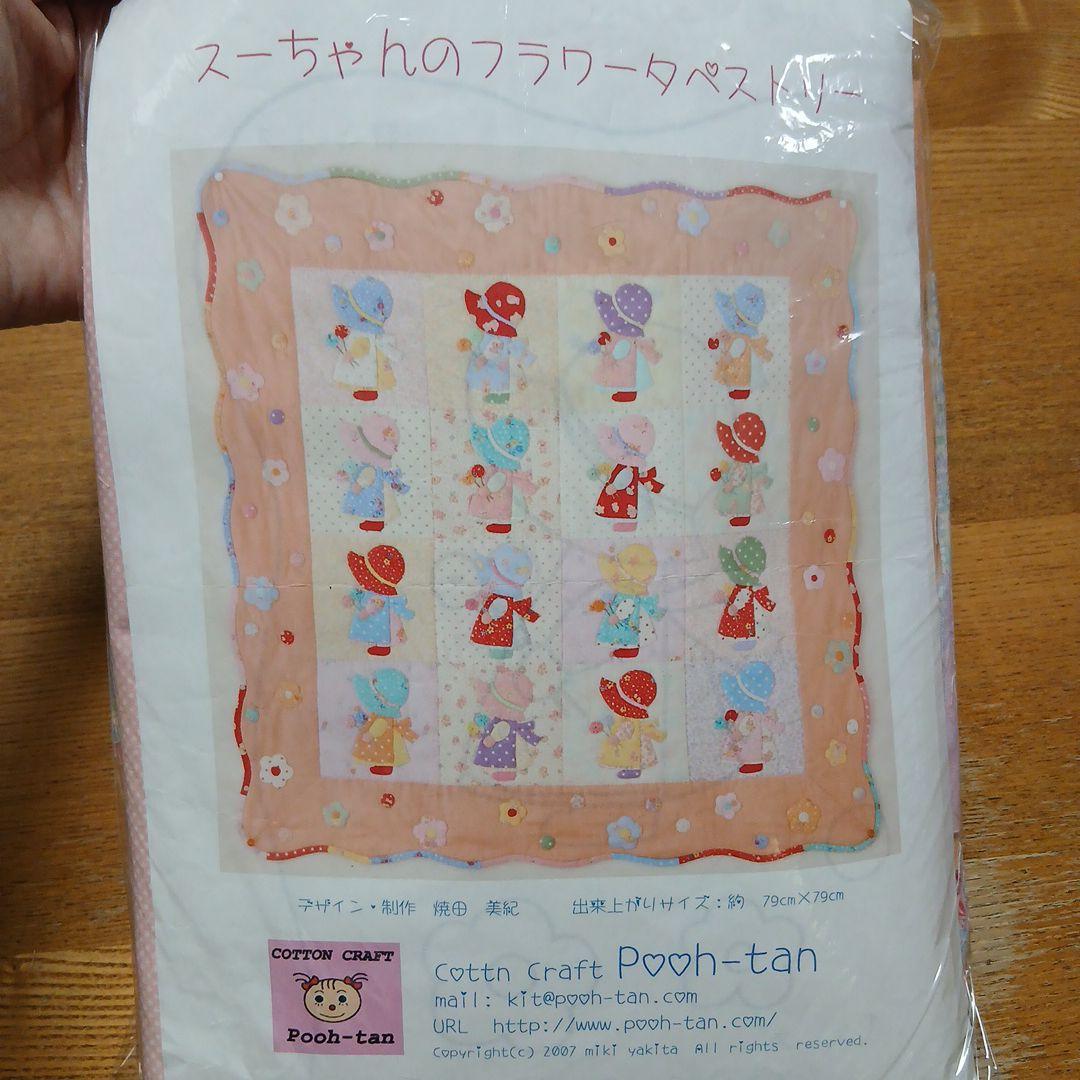 スーちゃんのフラワータペストリー
デザイン・制作 焼田 美紀 出来上がりサイズ：約 79cm×79cm
COTTON CRAFT
Pooh-tan
Cottn Craft Pooh-tan
mail: kit@pooh-tan.com
URL http://www.pooh-tan.com/
Copyright(c) 2007 miki yakita All rights reserved.